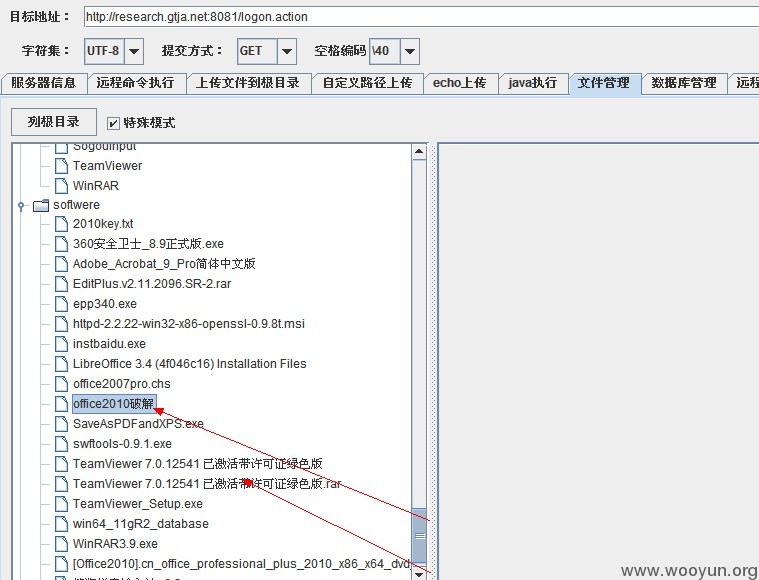 目标地址： http://research.gtja.net:8081/logon.action
字符集： UTF-8 提交方式： GET 空格编码 \40
服务器信息 远程命令执行 上传文件到根目录 自定义路径上传 echo上传 java执行 文件管理 数据库管理 远程
列根目录 特殊模式
SogouInput
TeamViewer
WinRAR
softwere
2010key.txt
360安全卫士_8.9正式版.exe
Adobe_Acrobat_9_Pro简体中文版
EditPlus.v2.11.2096.SR-2.rar
epp340.exe
httpd-2.2.22-win32-x86-openssl-0.9.8t.msi
instbaidu.exe
LibreOffice 3.4 (4f046c16) Installation Files
office2007pro.chs
office2010破解
SaveAsPDFandXPS.exe
swftools-0.9.1.exe
TeamViewer 7.0.12541 已激活带许可证绿色版
TeamViewer 7.0.12541 已激活带许可证绿色版.rar
TeamViewer_Setup.exe
win64_11gR2_database
WinRAR3.9.exe
[Office2010].cn_office_professional_plus_2010_x86_x64_dvd
www.wooyun.org